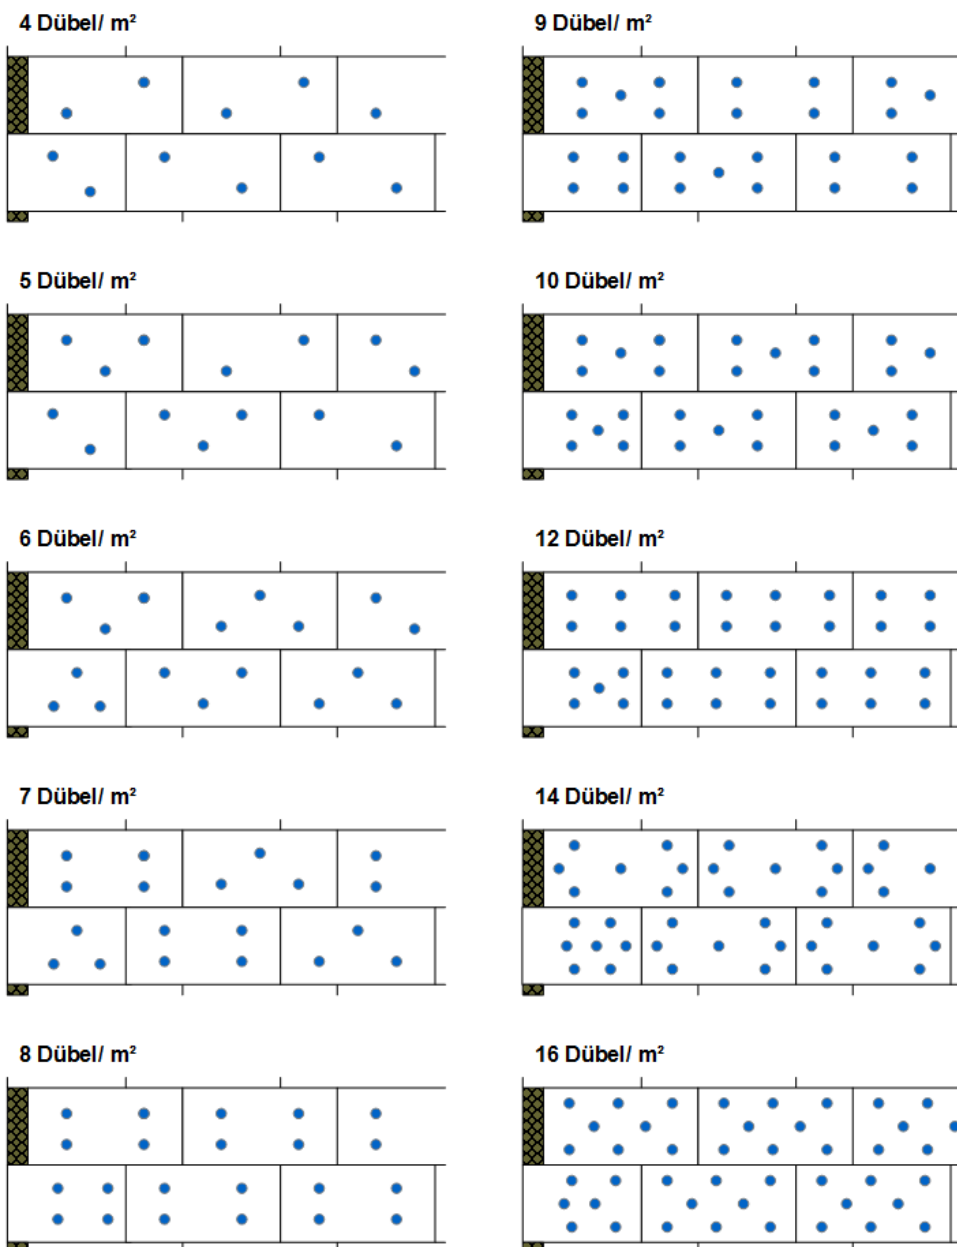 4 Dübel/ m²
9 Dübel/ m²
5 Dübel/ m²
10 Dübel/ m²
6 Dübel/ m²
12 Dübel/ m²
7 Dübel/ m²
14 Dübel/ m²
8 Dübel/ m²
16 Dübel/ m²